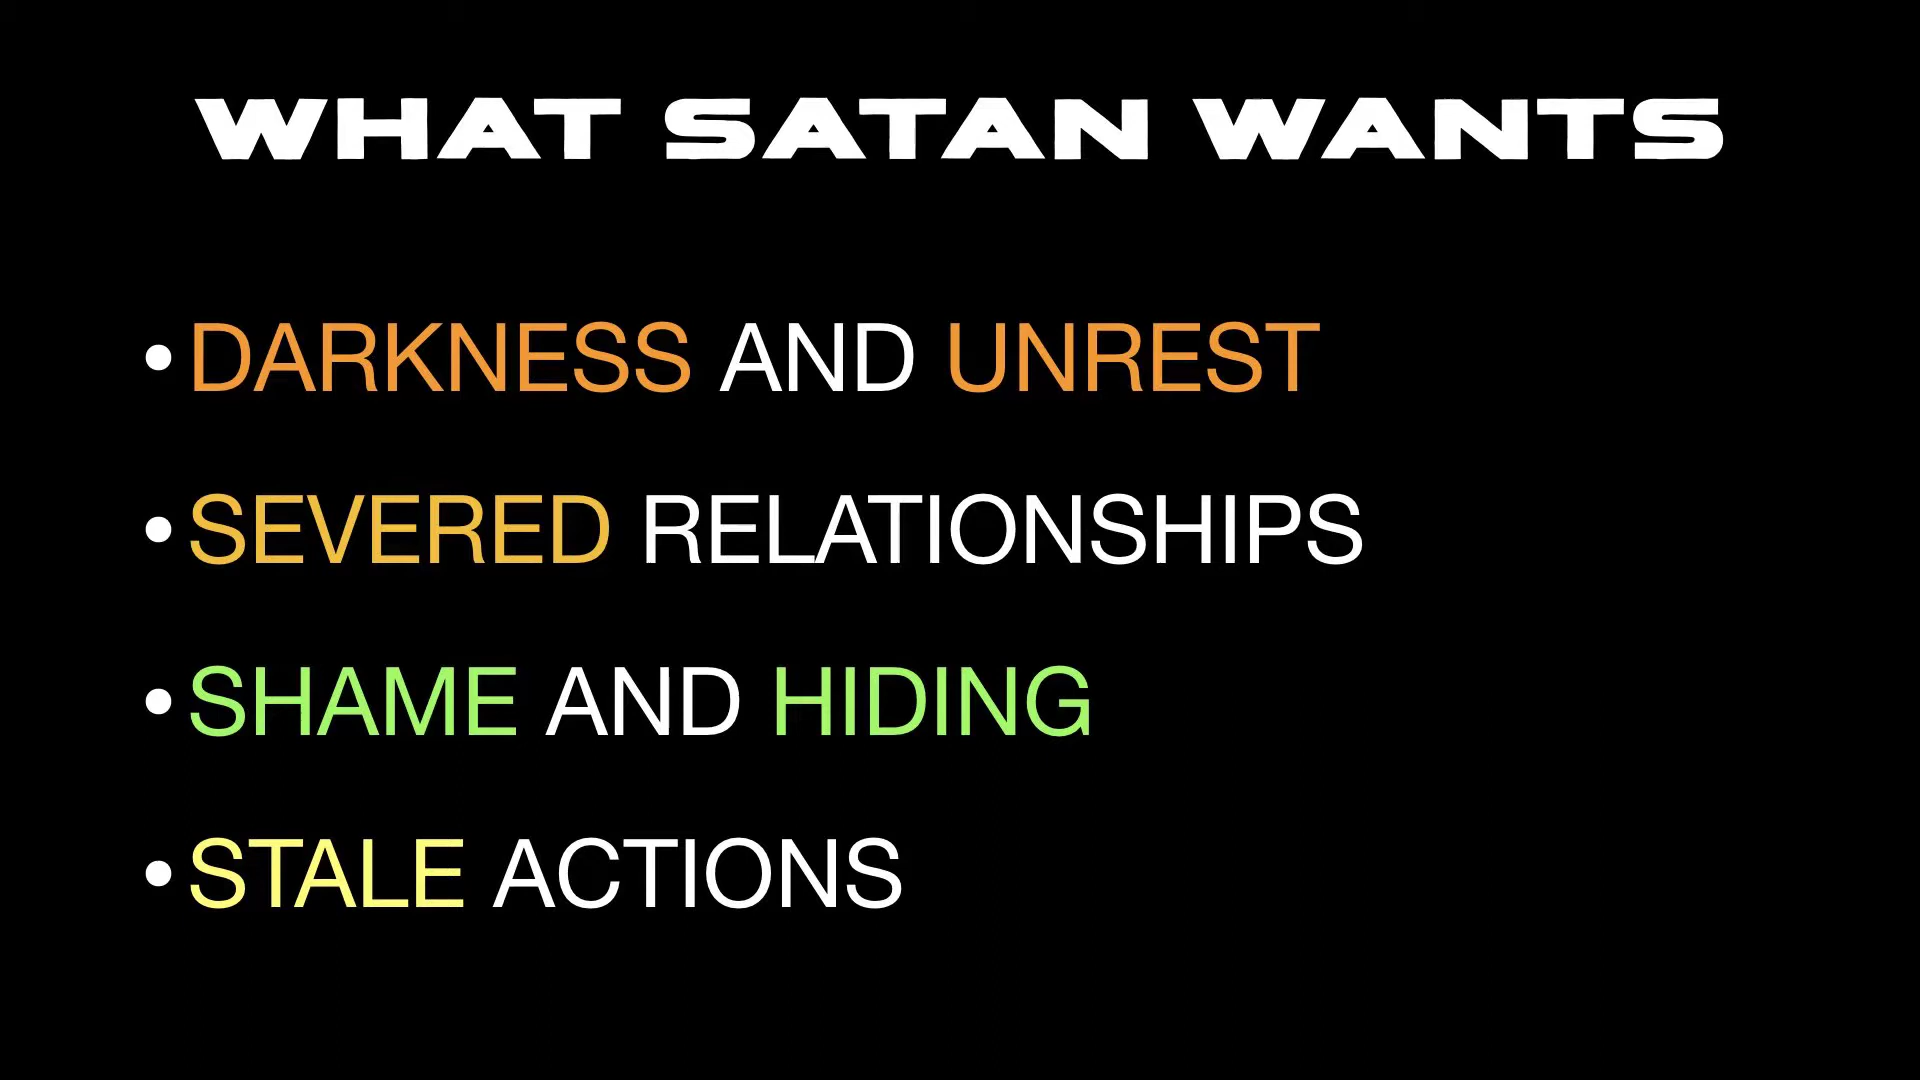 WHAT SATAN WANTS
• DARKNESS AND UNREST
• SEVERED RELATIONSHIPS
• SHAME AND HIDING
• STALE ACTIONS